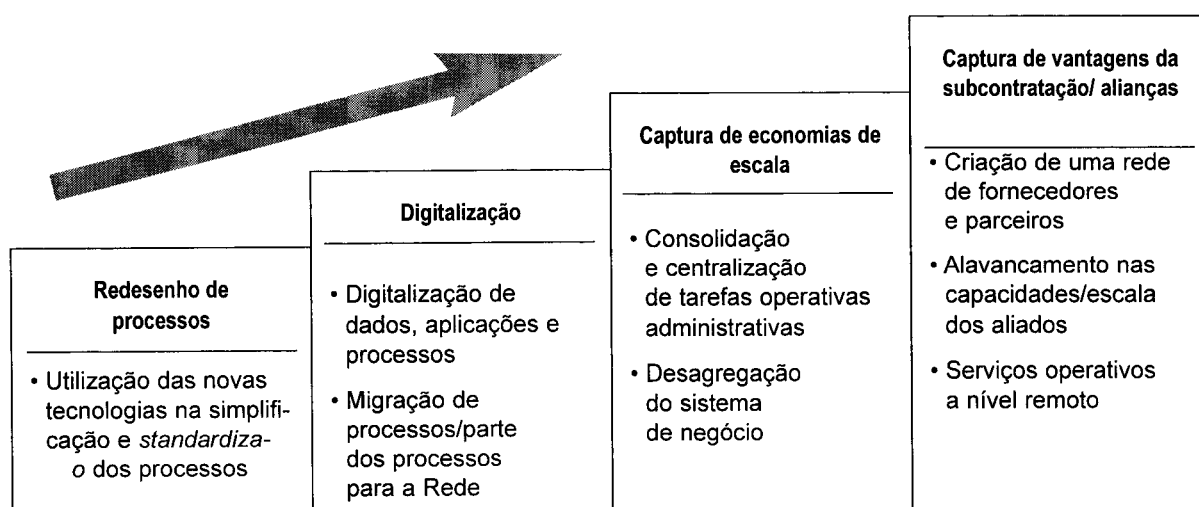 Redesenho de
processos
• Utilização das novas
tecnologias na simplifi-
cação e standardiza-
o dos processos
Digitalização
• Digitalização de
dados, aplicações e
processos
• Migração de
processos/parte
dos processos
para a Rede
Captura de economias de
escala
• Consolidação
e centralização
de tarefas operativas
administrativas
• Desagregação
do sistema
de negócio
Captura de vantagens da
subcontratação/ alianças
• Criação de uma rede
de fornecedores
e parceiros
• Alavancamento nas
capacidades/escala
dos aliados
• Serviços operativos
a nível remoto